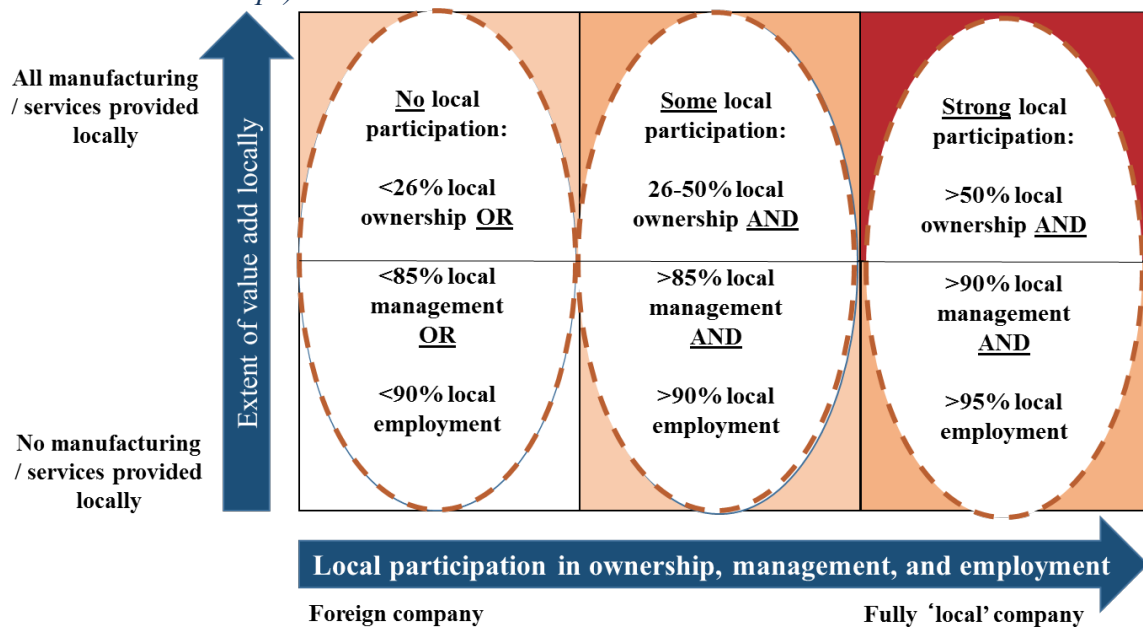 All manufacturing
/ services provided
locally
No manufacturing
/ services provided
locally
Extent of value add locally
No local
participation:
<26% local
ownership OR
<85% local
management
OR
<90% local
employment
Some local
participation:
26-50% local
ownership AND
>85% local
management
AND
>90% local
employment
Strong local
participation:
>50% local
ownership AND
>90% local
management
AND
>95% local
employment
Local participation in ownership, management, and employment
Foreign company
Fully ‘local’ company